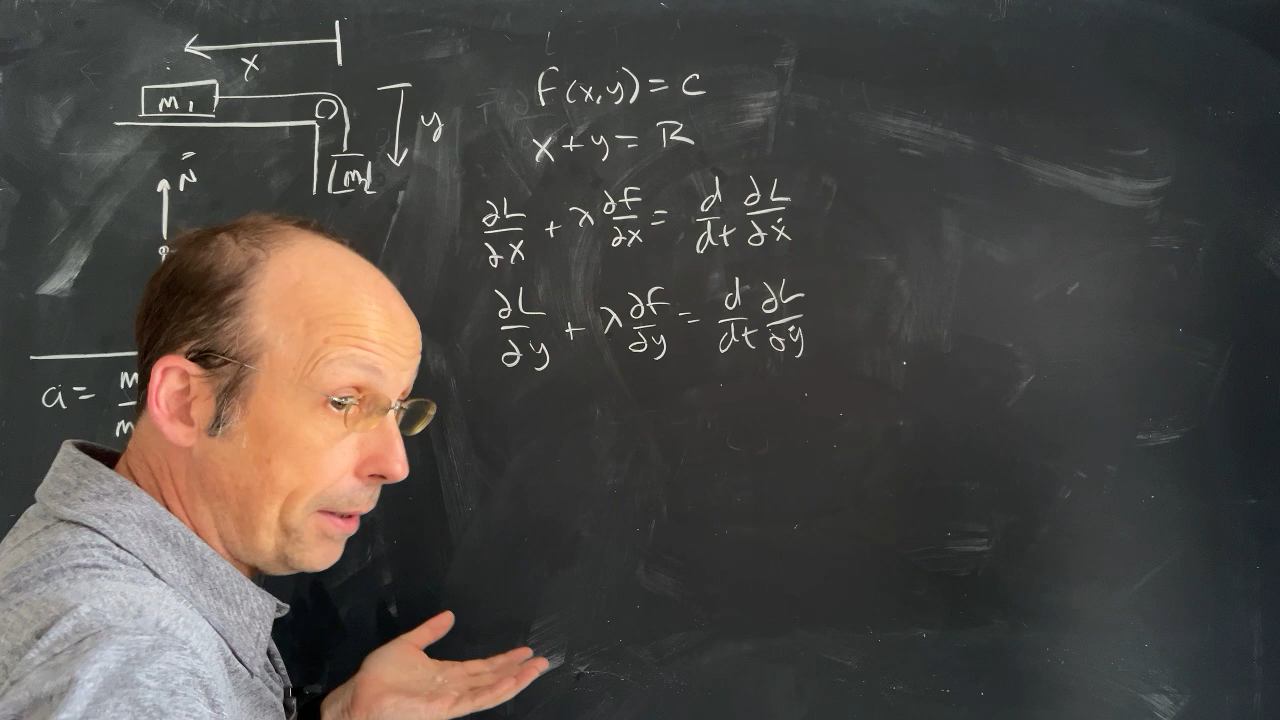 x
m₁
y
m₂
N
a =
f(x,y) = C
x + y = R
∂L/∂x + λ ∂f/∂x = d/dt ∂L/∂ẋ
∂L/∂y + λ ∂f/∂y = d/dt ∂L/∂ẏ